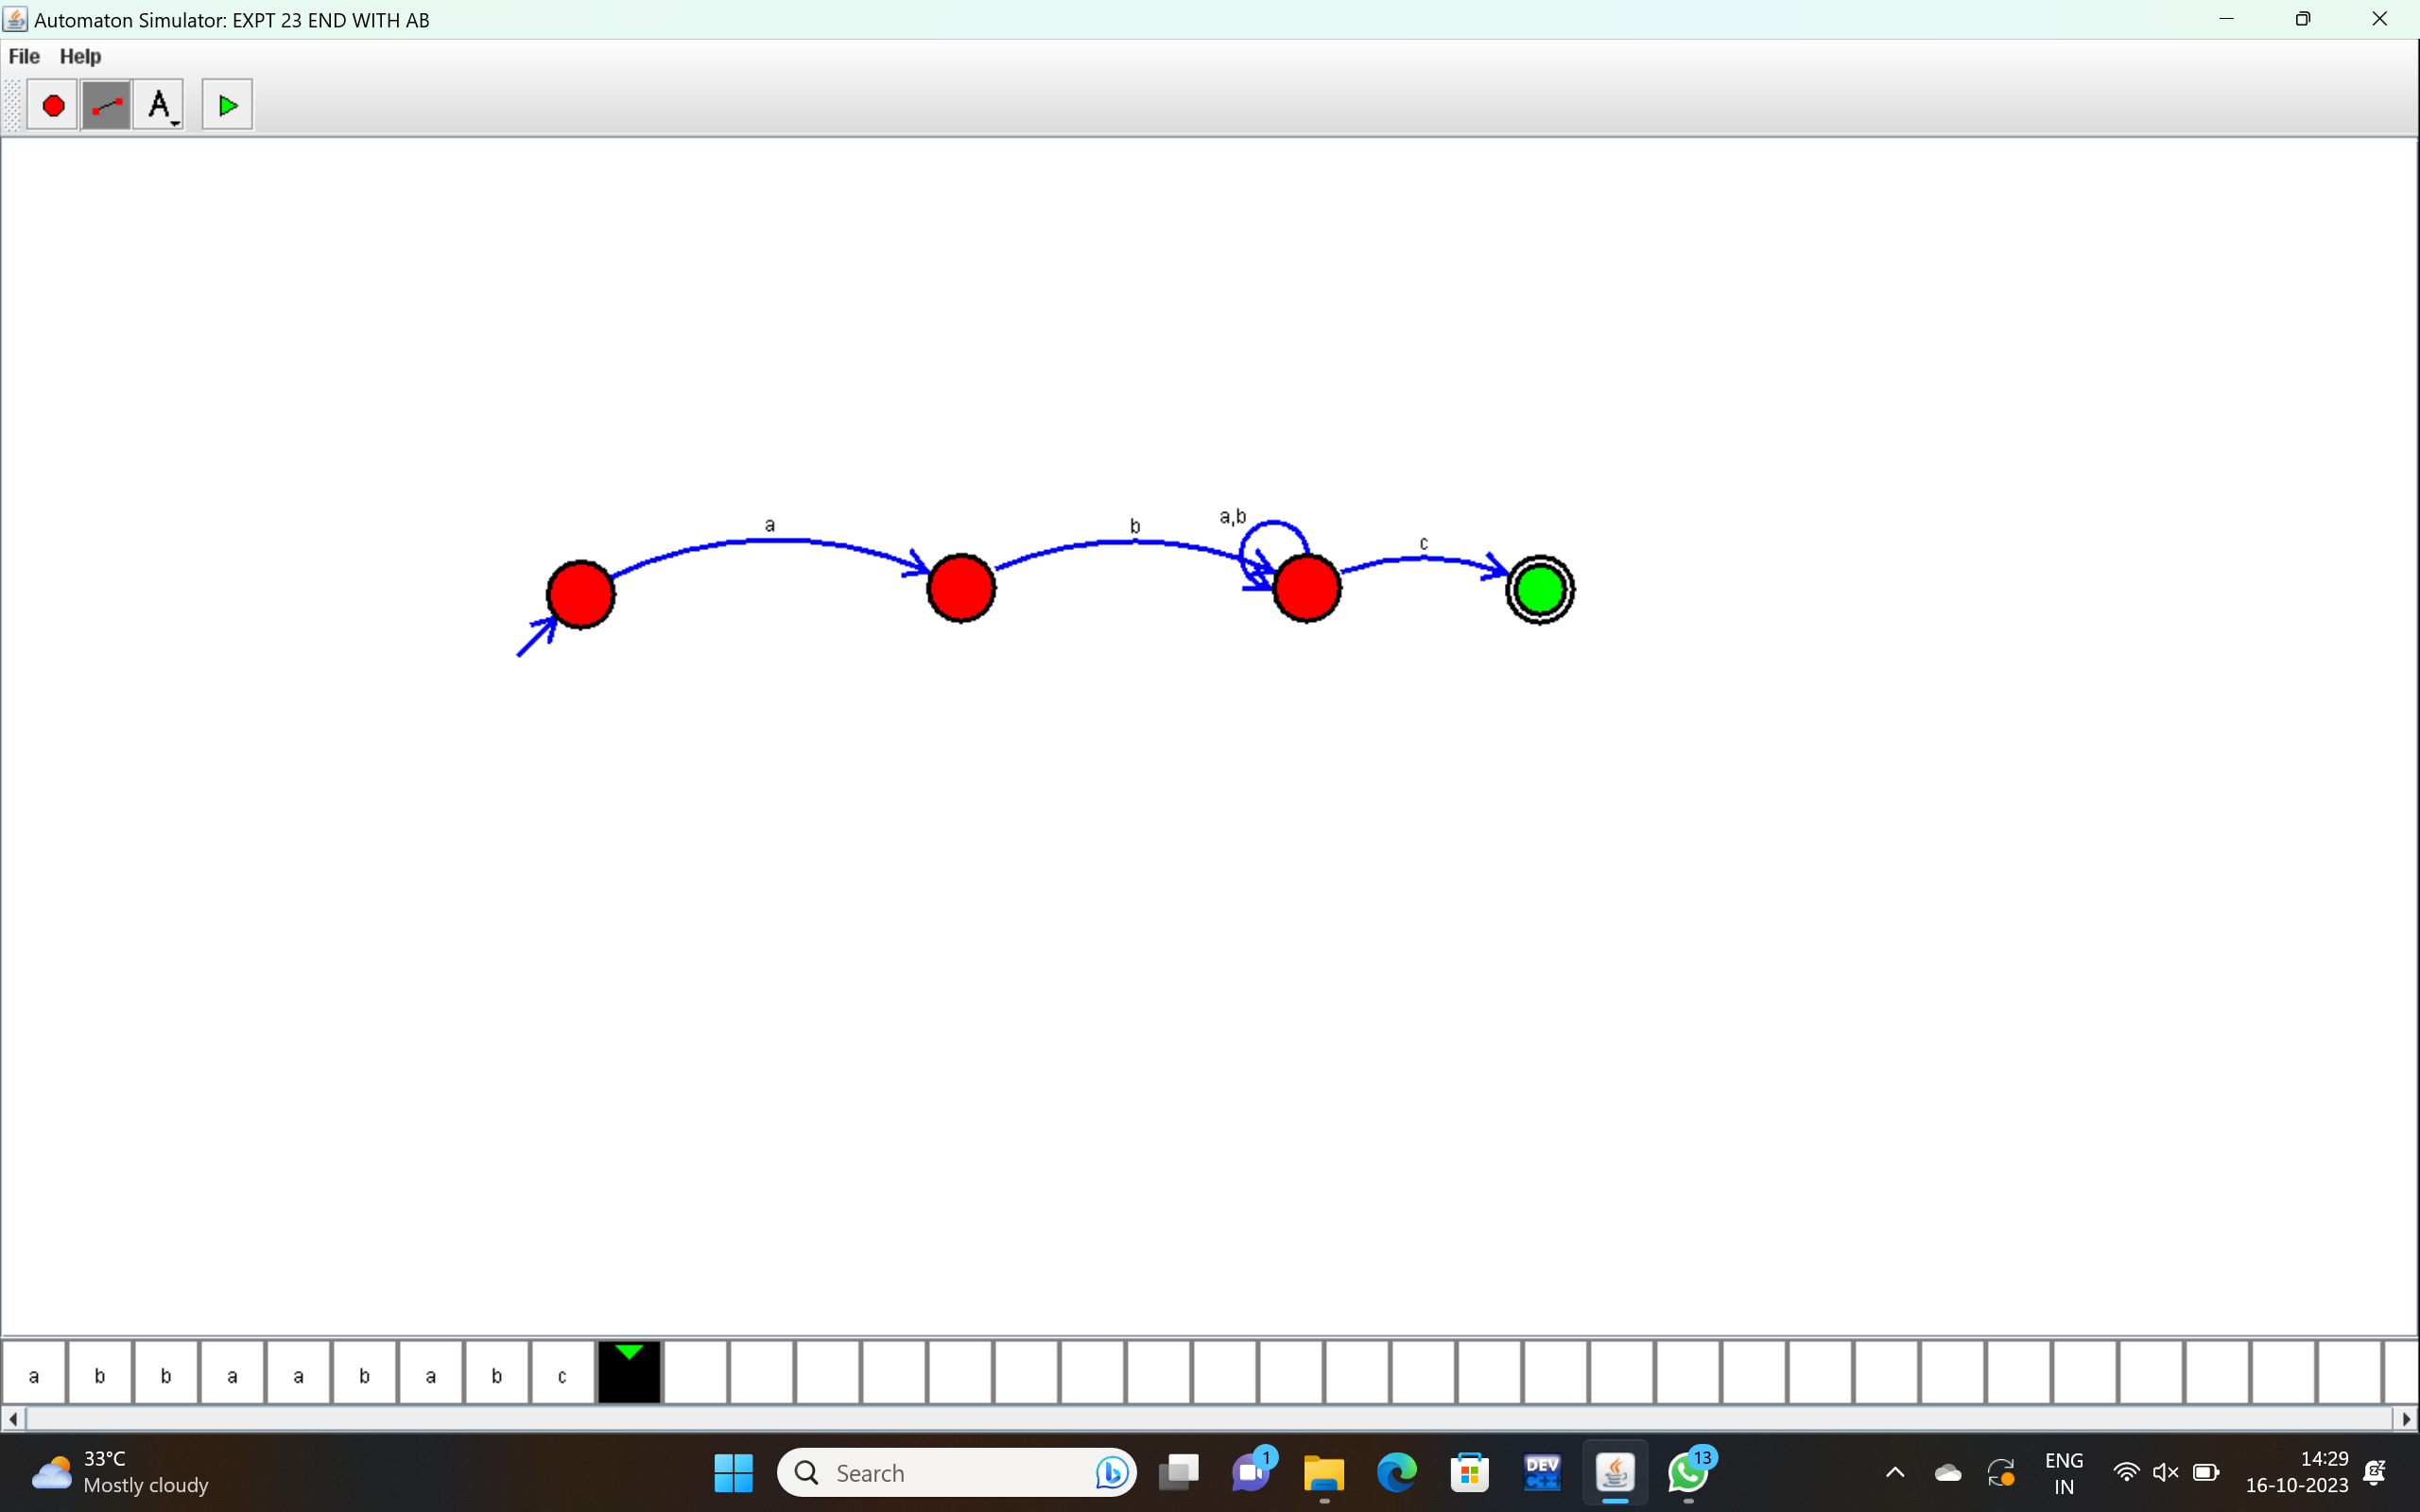 Automaton Simulator: EXPT 23 END WITH AB
File Help
A
a
b
a,b
c
a b b a a b a b c
33°C
Mostly cloudy
Search
1
DEV
C++
13
ENG
IN
14:29
16-10-2023